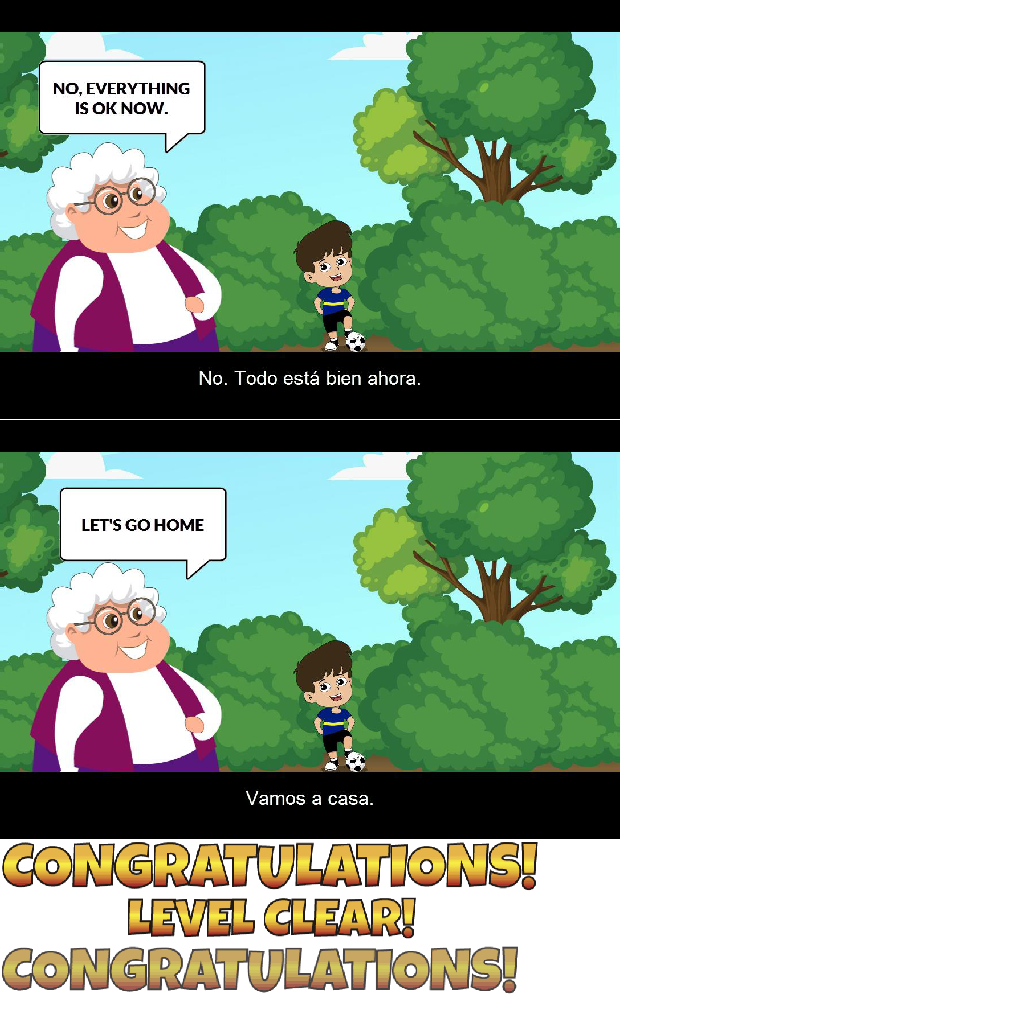 NO, EVERYTHING
IS OK NOW.
No. Todo está bien ahora.
LET'S GO HOME
Vamos a casa.
CONGRATULATIONS!
LEVEL CLEAR!
CONGRATULATIONS!